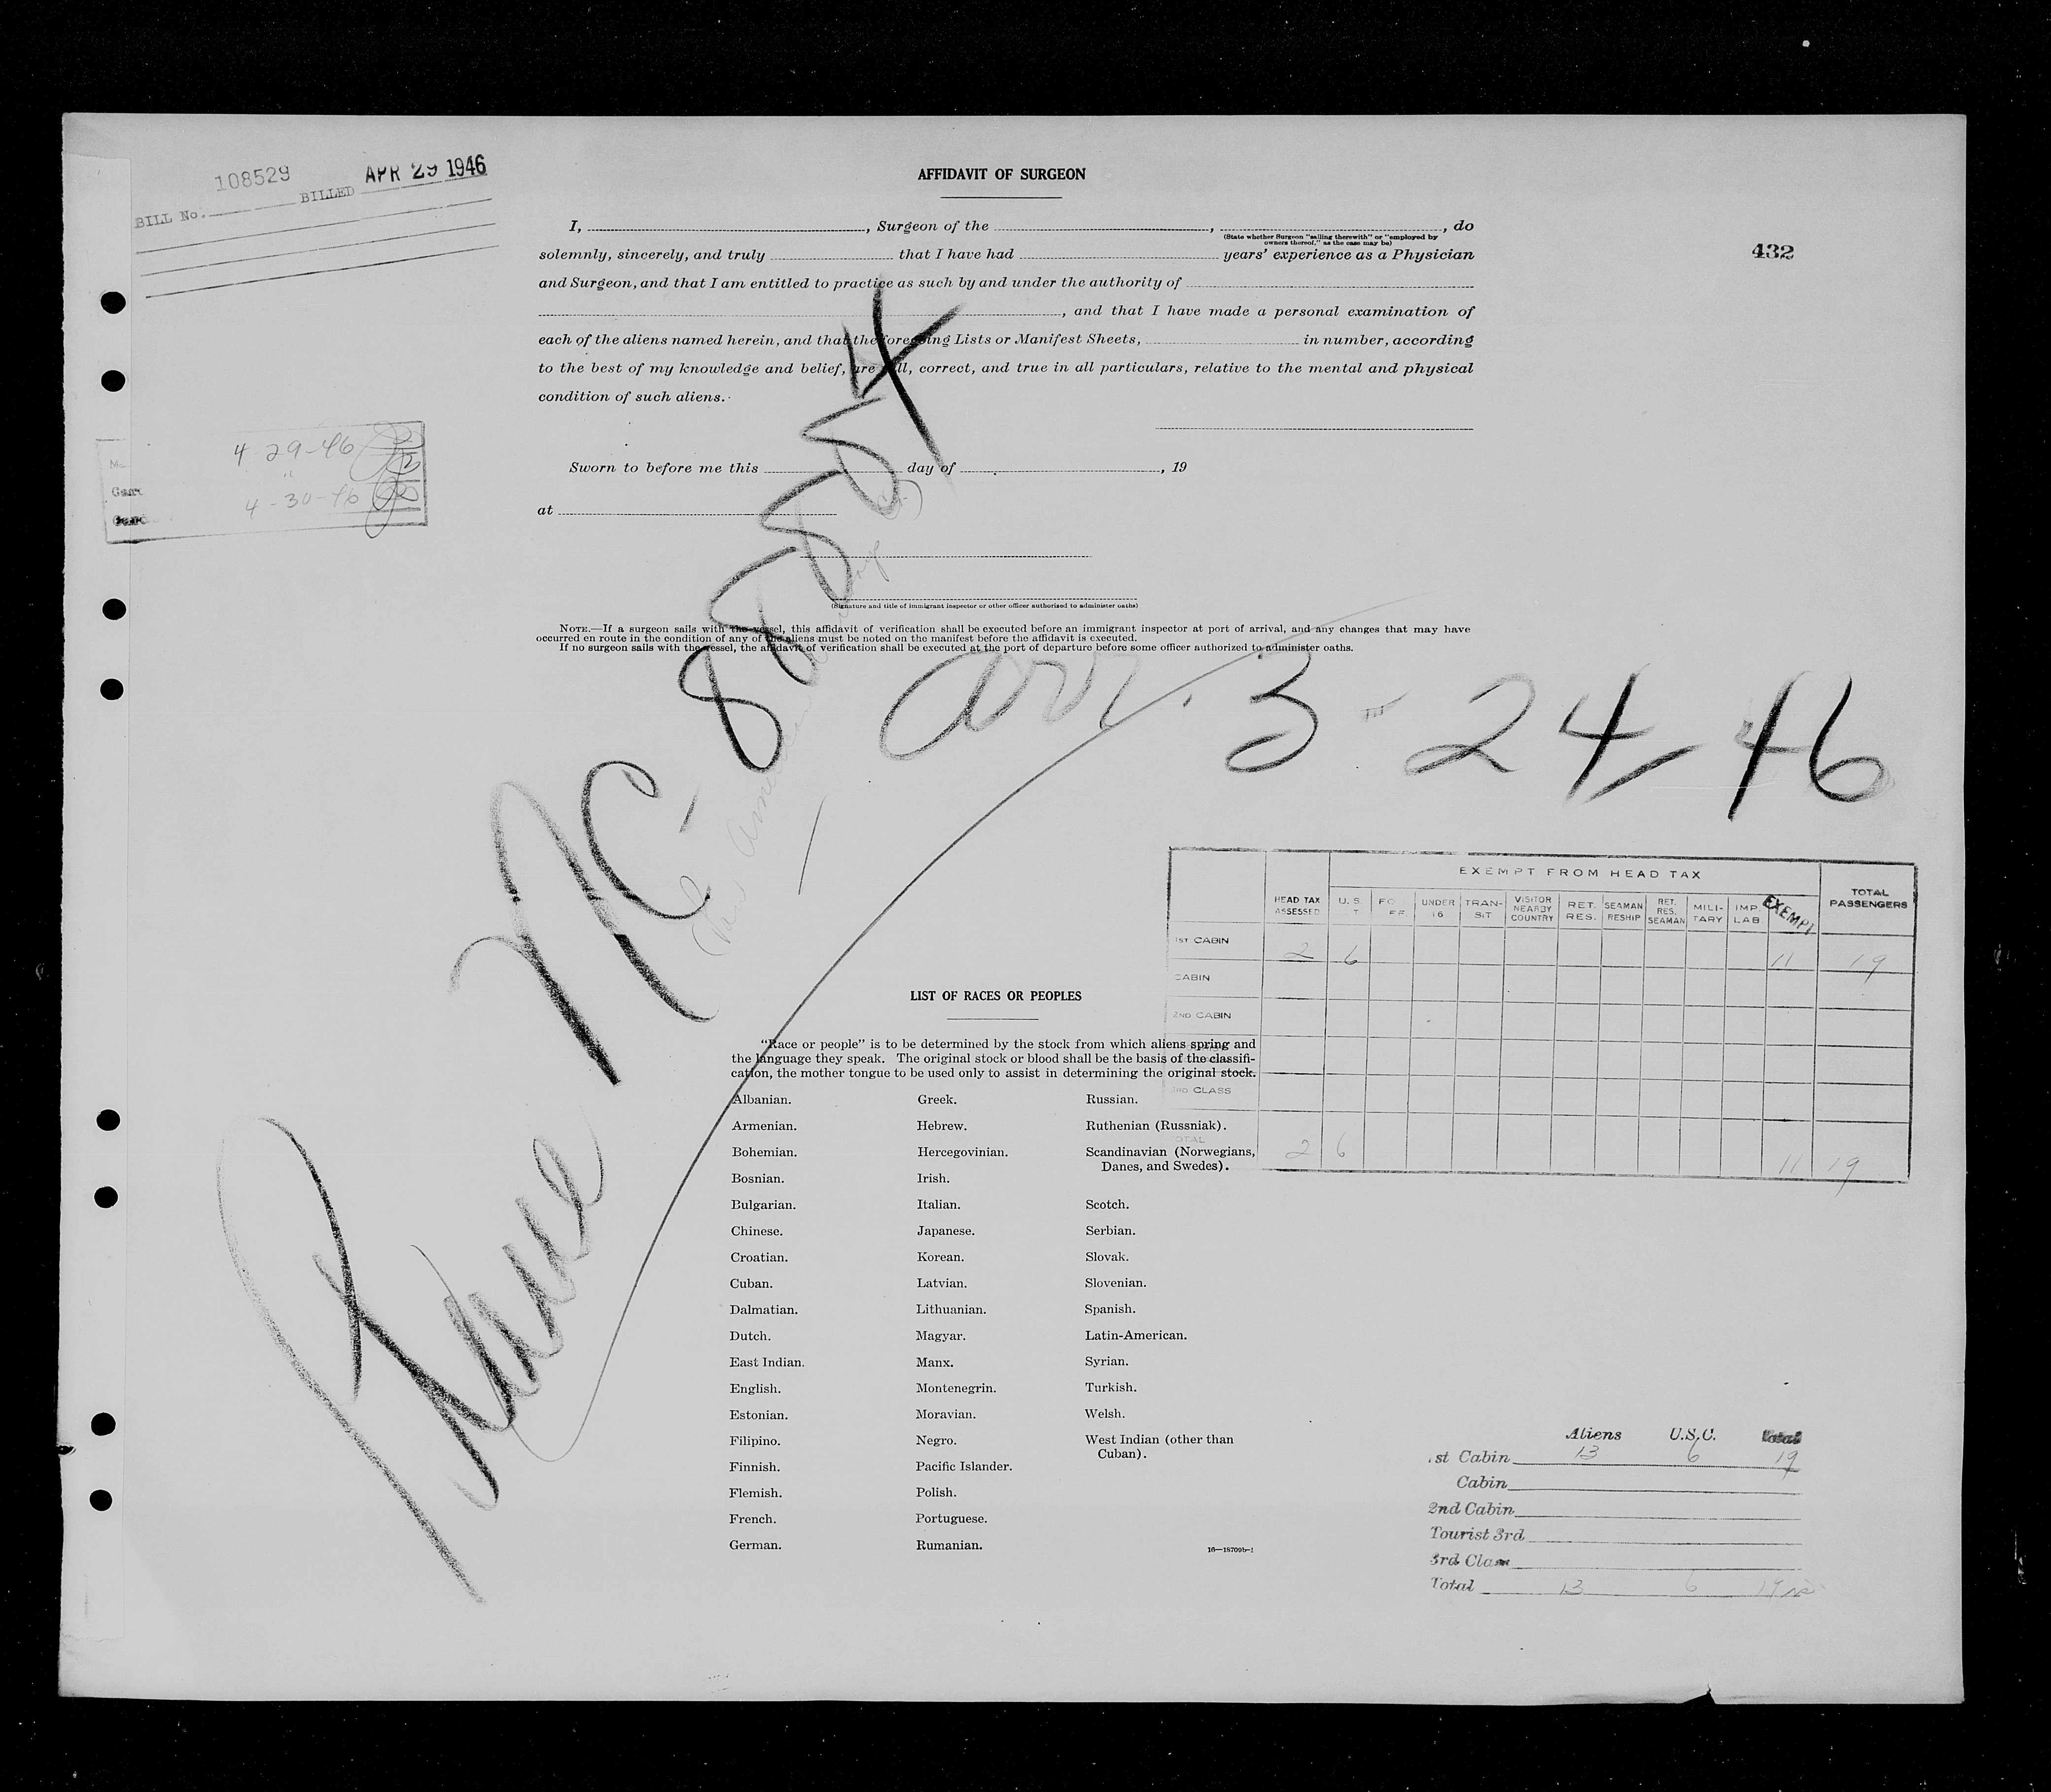 108529
BILL No. BILLED APR 29 1946
432
4 29-46
"
4-30-46
AFFIDAVIT OF SURGEON
I, , Surgeon of the , , do
(State whether Surgeon "sailing therewith" or "employed by
owners thereof," as the case may be)
solemnly, sincerely, and truly that I have had years' experience as a Physician
and Surgeon, and that I am entitled to practice as such by and under the authority of
, and that I have made a personal examination of
each of the aliens named herein, and that the foregoing Lists or Manifest Sheets, in number, according
to the best of my knowledge and belief, are full, correct, and true in all particulars, relative to the mental and physical
condition of such aliens.
Sworn to before me this day of , 19
at
(Signature and title of immigrant inspector or other officer authorized to administer oaths)
NOTE.—If a surgeon sails with the vessel, this affidavit of verification shall be executed before an immigrant inspector at port of arrival, and any changes that may have
occurred en route in the condition of any of the aliens must be noted on the manifest before the affidavit is executed.
If no surgeon sails with the vessel, the affidavit of verification shall be executed at the port of departure before some officer authorized to administer oaths.
Plane NC-
arr. 3-24-46
EXEMPT FROM HEAD TAX
HEAD TAX ASSESSED U.S. UNDER 16 TRAN-SIT VISITOR NEARBY COUNTRY RET. RES. SEAMAN RESHIP RET. RES. SEAMAN MILI-TARY IMP. LAB. EXEMPT TOTAL PASSENGERS
1ST CABIN 2 6 11 19
CABIN
2ND CABIN
3RD CLASS
TOTAL 2 6 11 19
LIST OF RACES OR PEOPLES
"Race or people" is to be determined by the stock from which aliens spring and
the language they speak. The original stock or blood shall be the basis of the classifi-
cation, the mother tongue to be used only to assist in determining the original stock.
Albanian. Greek. Russian.
Armenian. Hebrew. Ruthenian (Russniak).
Bohemian. Hercegovinian. Scandinavian (Norwegians,
Danes, and Swedes).
Bosnian. Irish.
Bulgarian. Italian. Scotch.
Chinese. Japanese. Serbian.
Croatian. Korean. Slovak.
Cuban. Latvian. Slovenian.
Dalmatian. Lithuanian. Spanish.
Dutch. Magyar. Latin-American.
East Indian. Manx. Syrian.
English. Montenegrin. Turkish.
Estonian. Moravian. Welsh.
Filipino. Negro. West Indian (other than
Cuban).
Finnish. Pacific Islander.
Flemish. Polish.
French. Portuguese.
German. Rumanian.
16—18709b-1
Aliens U.S.C. Total
1st Cabin 13 6 19
Cabin
2nd Cabin
Tourist 3rd
3rd Class
Total 13 6 19